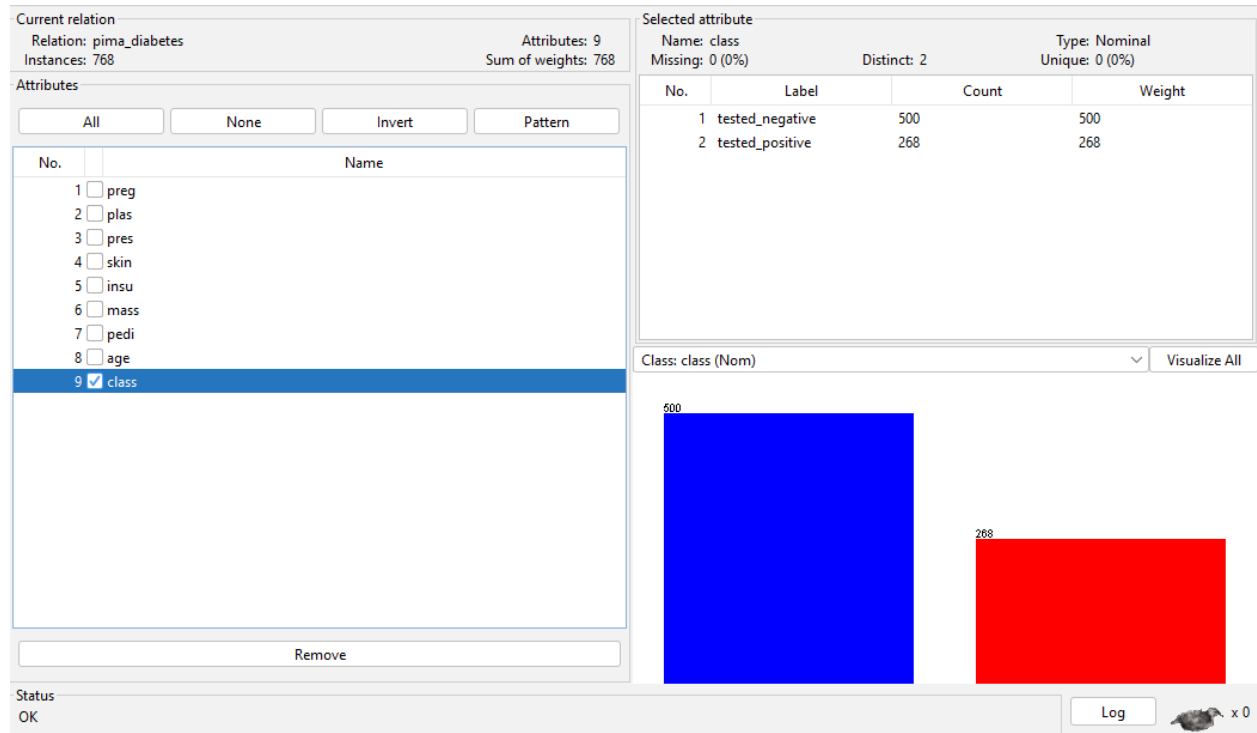 Current relation
Relation: pima_diabetes Attributes: 9
Instances: 768 Sum of weights: 768
Attributes
All None Invert Pattern
No. Name
1 preg
2 plas
3 pres
4 skin
5 insu
6 mass
7 pedi
8 age
9 class
Remove
Selected attribute
Name: class Type: Nominal
Missing: 0 (0%) Distinct: 2 Unique: 0 (0%)
No. Label Count Weight
1 tested_negative 500 500
2 tested_positive 268 268
Class: class (Nom) Visualize All
500
268
Status
OK
Log x 0